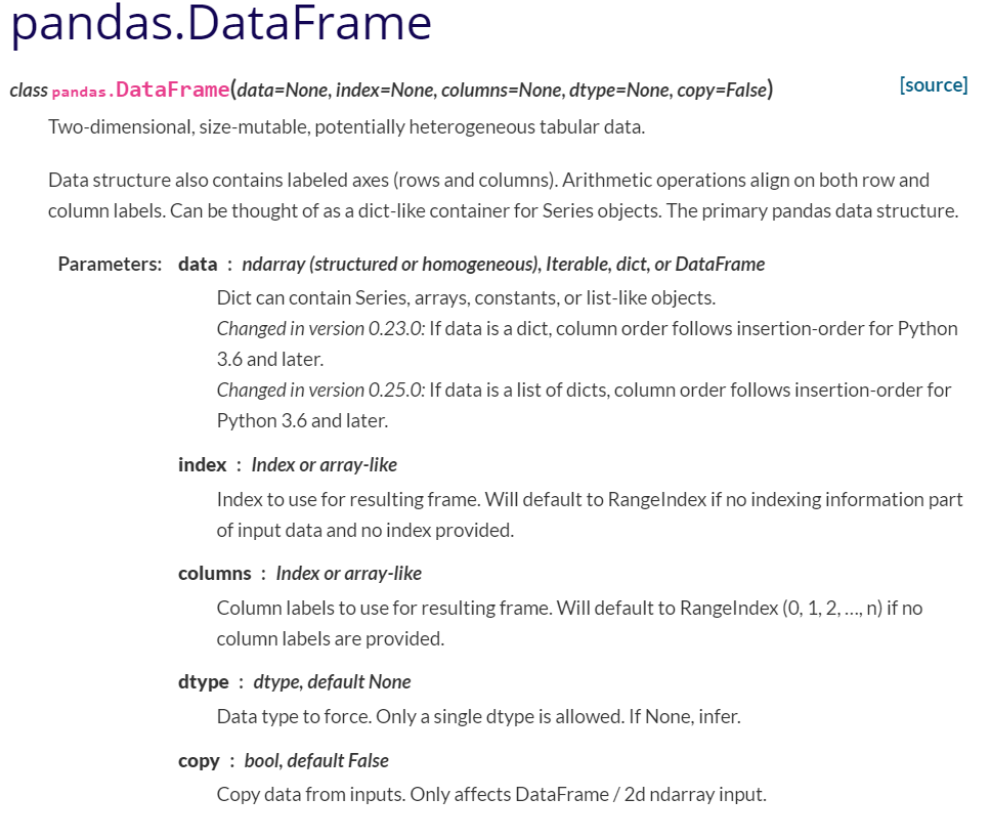 pandas.DataFrame
class pandas.DataFrame(data=None, index=None, columns=None, dtype=None, copy=False) [source]
Two-dimensional, size-mutable, potentially heterogeneous tabular data.
Data structure also contains labeled axes (rows and columns). Arithmetic operations align on both row and
column labels. Can be thought of as a dict-like container for Series objects. The primary pandas data structure.
Parameters: data : ndarray (structured or homogeneous), Iterable, dict, or DataFrame
Dict can contain Series, arrays, constants, or list-like objects.
Changed in version 0.23.0: If data is a dict, column order follows insertion-order for Python
3.6 and later.
Changed in version 0.25.0: If data is a list of dicts, column order follows insertion-order for
Python 3.6 and later.
index : Index or array-like
Index to use for resulting frame. Will default to RangeIndex if no indexing information part
of input data and no index provided.
columns : Index or array-like
Column labels to use for resulting frame. Will default to RangeIndex (0, 1, 2, …, n) if no
column labels are provided.
dtype : dtype, default None
Data type to force. Only a single dtype is allowed. If None, infer.
copy : bool, default False
Copy data from inputs. Only affects DataFrame / 2d ndarray input.